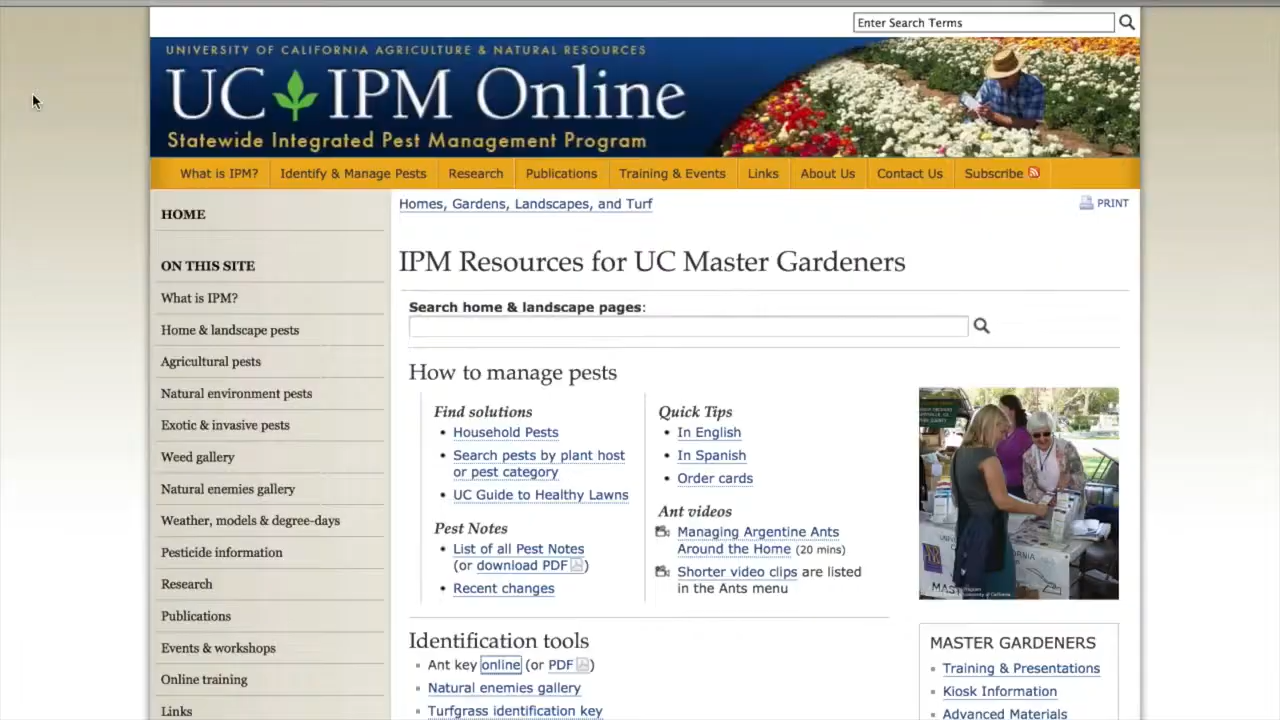 Enter Search Terms
UNIVERSITY OF CALIFORNIA AGRICULTURE & NATURAL RESOURCES
UC IPM Online
Statewide Integrated Pest Management Program
What is IPM? Identify & Manage Pests Research Publications Training & Events Links About Us Contact Us Subscribe
HOME
ON THIS SITE
What is IPM?
Home & landscape pests
Agricultural pests
Natural environment pests
Exotic & invasive pests
Weed gallery
Natural enemies gallery
Weather, models & degree-days
Pesticide information
Research
Publications
Events & workshops
Online training
Links
Homes, Gardens, Landscapes, and Turf
PRINT
IPM Resources for UC Master Gardeners
Search home & landscape pages:
How to manage pests
Find solutions
• Household Pests
• Search pests by plant host
or pest category
• UC Guide to Healthy Lawns
Pest Notes
• List of all Pest Notes
(or download PDF)
• Recent changes
Quick Tips
• In English
• In Spanish
• Order cards
Ant videos
Managing Argentine Ants
Around the Home (20 mins)
Shorter video clips are listed
in the Ants menu
Identification tools
Ant key online (or PDF)
Natural enemies gallery
Turfgrass identification key
MASTER GARDENERS
Training & Presentations
Kiosk Information
Advanced Materials